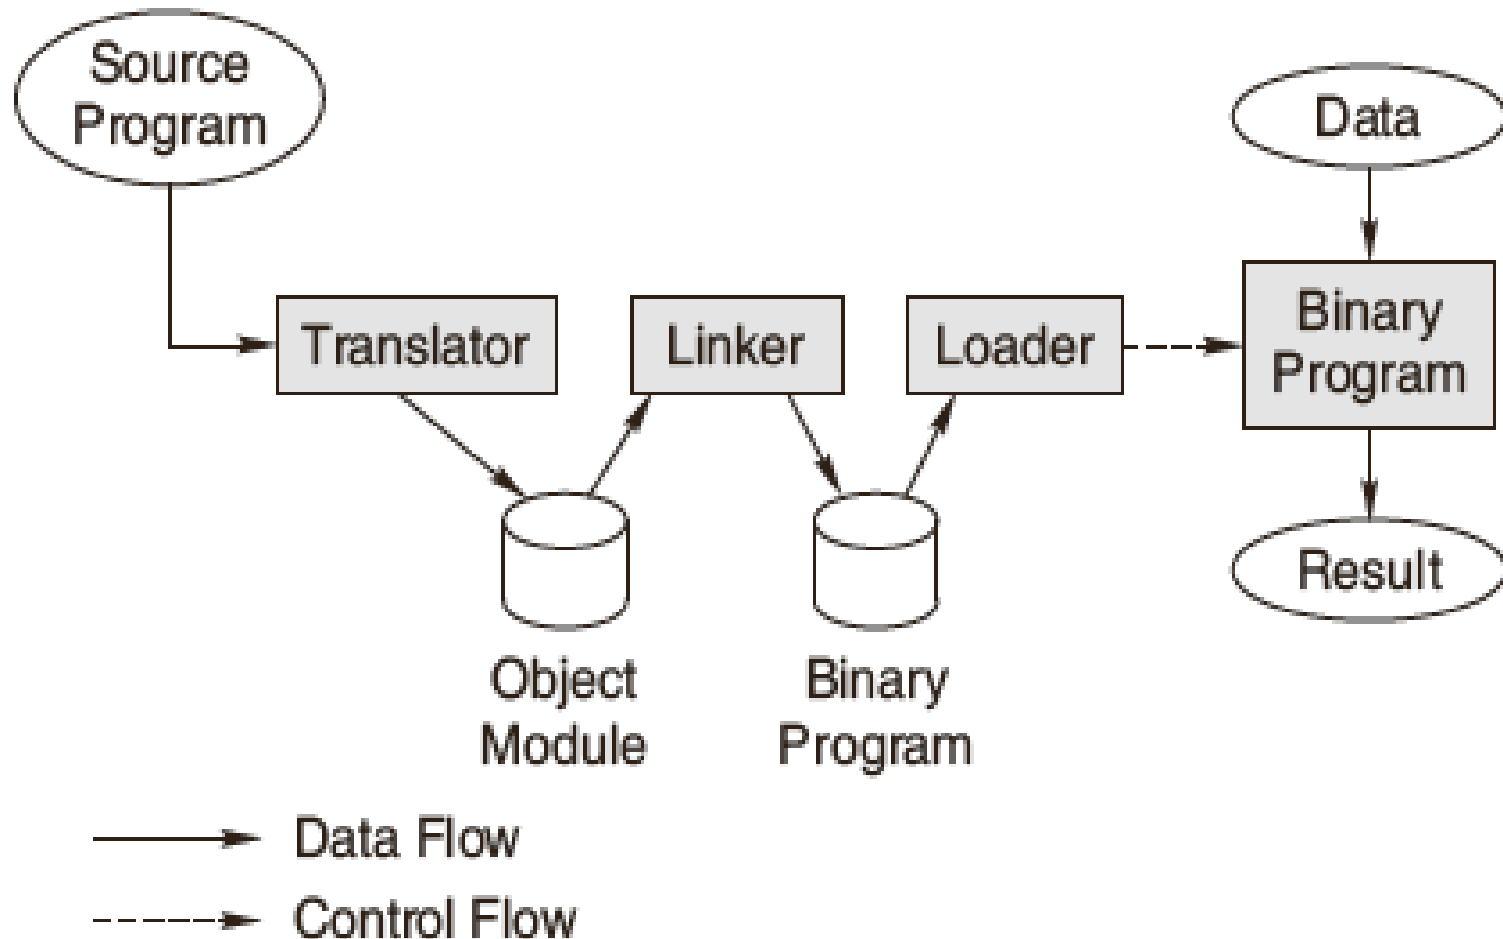 Source
Program
Data
Translator
Linker
Loader
Binary
Program
Result
Object
Module
Binary
Program
Data Flow
Control Flow